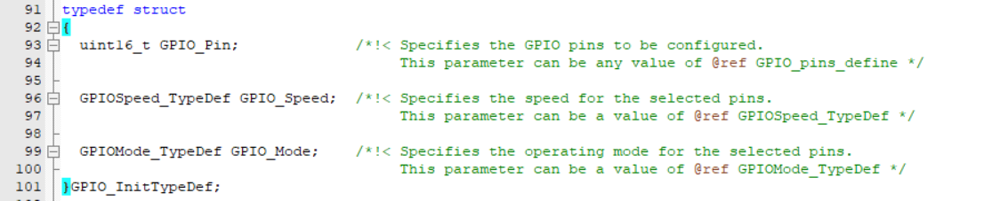 91 typedef struct
92 {
93 uint16_t GPIO_Pin; /*!< Specifies the GPIO pins to be configured.
94 This parameter can be any value of @ref GPIO_pins_define */
95
96 GPIOSpeed_TypeDef GPIO_Speed; /*!< Specifies the speed for the selected pins.
97 This parameter can be a value of @ref GPIOSpeed_TypeDef */
98
99 GPIOMode_TypeDef GPIO_Mode; /*!< Specifies the operating mode for the selected pins.
100 This parameter can be a value of @ref GPIOMode_TypeDef */
101 }GPIO_InitTypeDef;